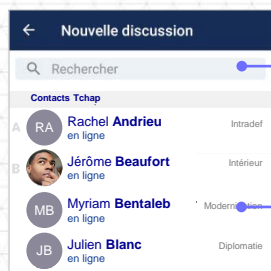 Nouvelle discussion
Rechercher
Contacts Tchap
A RA Rachel Andrieu Intradef
en ligne
B Jérôme Beaufort Intérieur
en ligne
MB Myriam Bentaleb
en ligne
JB Julien Blanc Diplomatie
en ligne